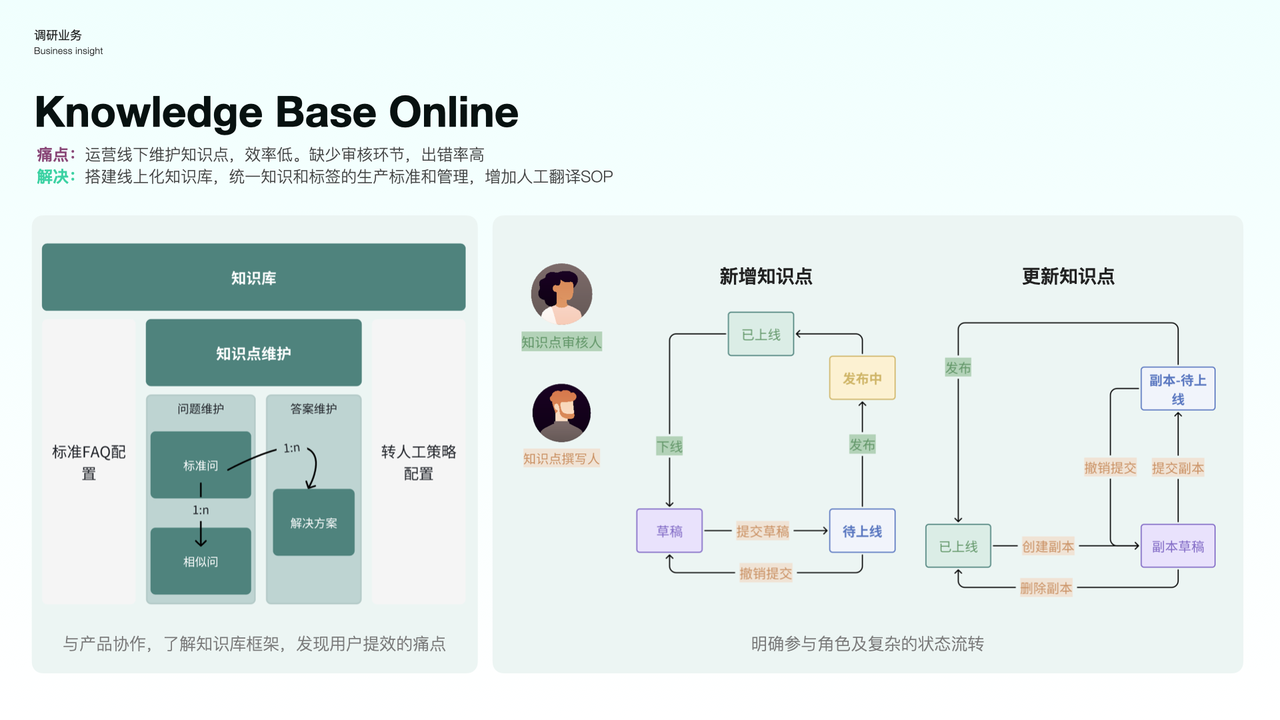 调研业务
Business insight
Knowledge Base Online
痛点：运营线下维护知识点，效率低。缺少审核环节，出错率高
解决：搭建线上化知识库，统一知识和标签的生产标准和管理，增加人工翻译SOP
知识库
标准FAQ配
置
知识点维护
问题维护
标准问
1:n
相似问
答案维护
1:n
解决方案
转人工策略
配置
与产品协作，了解知识库框架，发现用户提效的痛点
知识点审核人
知识点撰写人
新增知识点
已上线
发布中
下线
发布
草稿
提交草稿
待上线
撤销提交
更新知识点
发布
副本-待上
线
撤销提交
提交副本
已上线
创建副本
副本草稿
删除副本
明确参与角色及复杂的状态流转